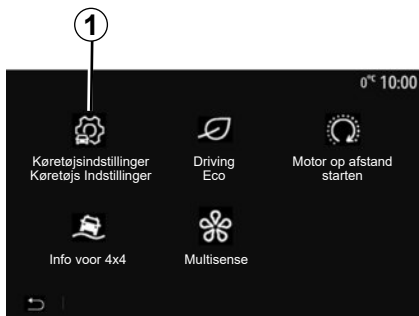 1
0°C 10:00
Køretøjsindstillinger
Køretøjs Indstillinger
Driving
Eco
Motor op afstand
starten
Info voor 4x4
Multisense